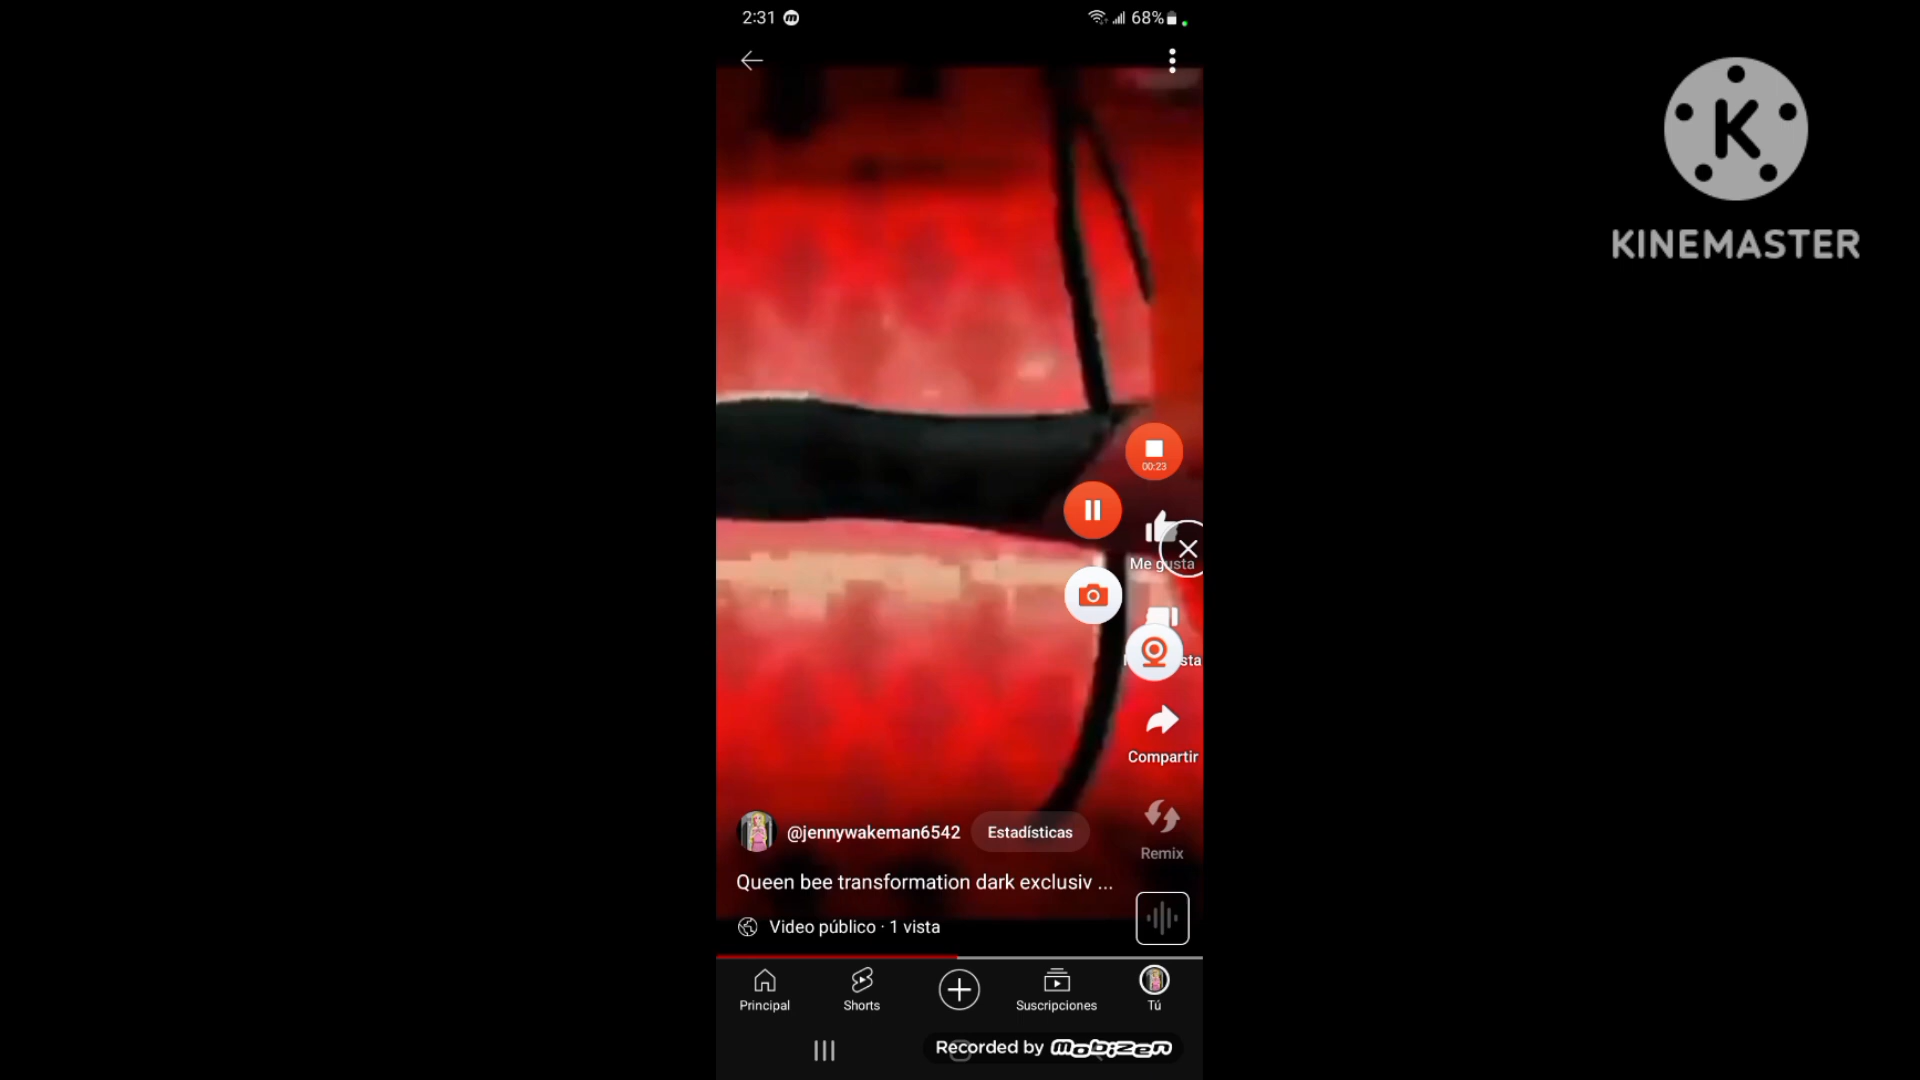 2:31
68%
K
KINEMASTER
00:23
Me gusta
sta
Compartir
@jennywakeman6542
Estadísticas
Remix
Queen bee transformation dark exclusiv ...
Video público · 1 vista
Principal
Shorts
Suscripciones
Tú
Recorded by Mobizen